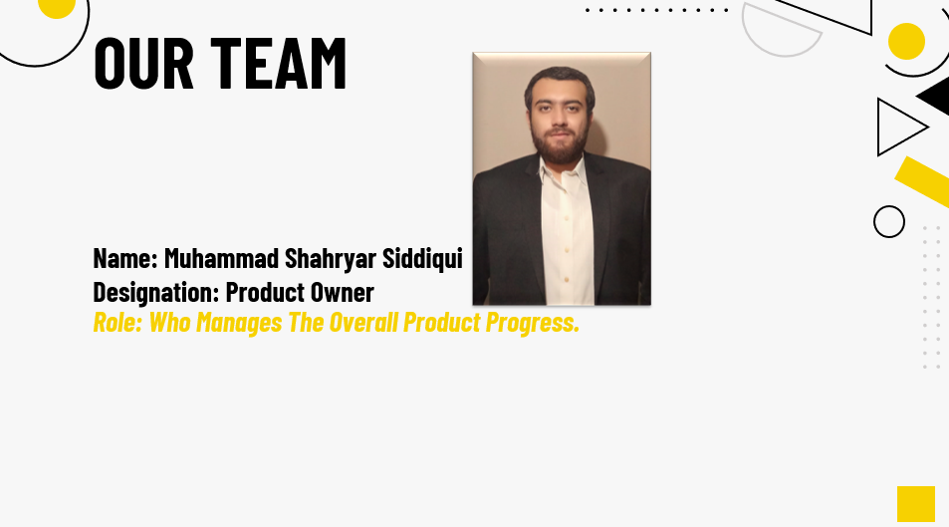 OUR TEAM
Name: Muhammad Shahryar Siddiqui
Designation: Product Owner
Role: Who Manages The Overall Product Progress.